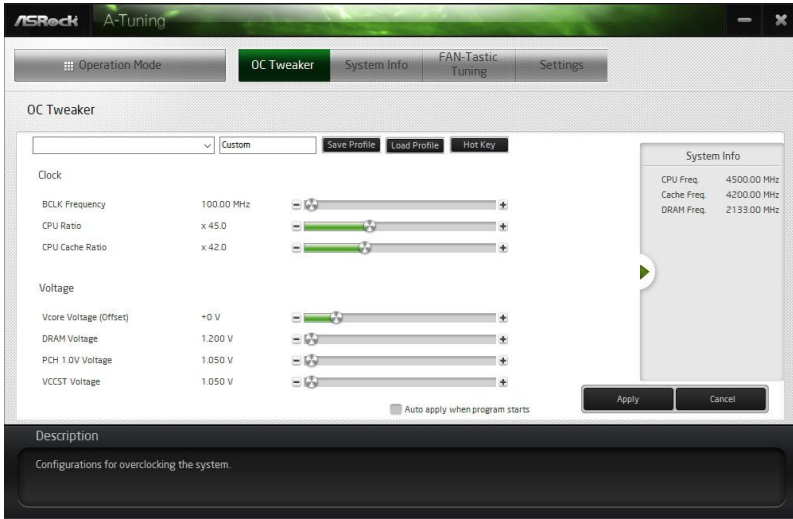 ASRock A-Tuning
Operation Mode
OC Tweaker
System Info
FAN-Tastic
Tuning
Settings
OC Tweaker
Custom
Save Profile
Load Profile
Hot Key
Clock
BCLK Frequency 100.00 MHz
CPU Ratio x 45.0
CPU Cache Ratio x 42.0
Voltage
Vcore Voltage (Offset) +0 V
DRAM Voltage 1.200 V
PCH 1.0V Voltage 1.050 V
VCCST Voltage 1.050 V
Auto apply when program starts
System Info
CPU Freq. 4500.00 MHz
Cache Freq. 4200.00 MHz
DRAM Freq. 2133.00 MHz
Apply
Cancel
Description
Configurations for overclocking the system.